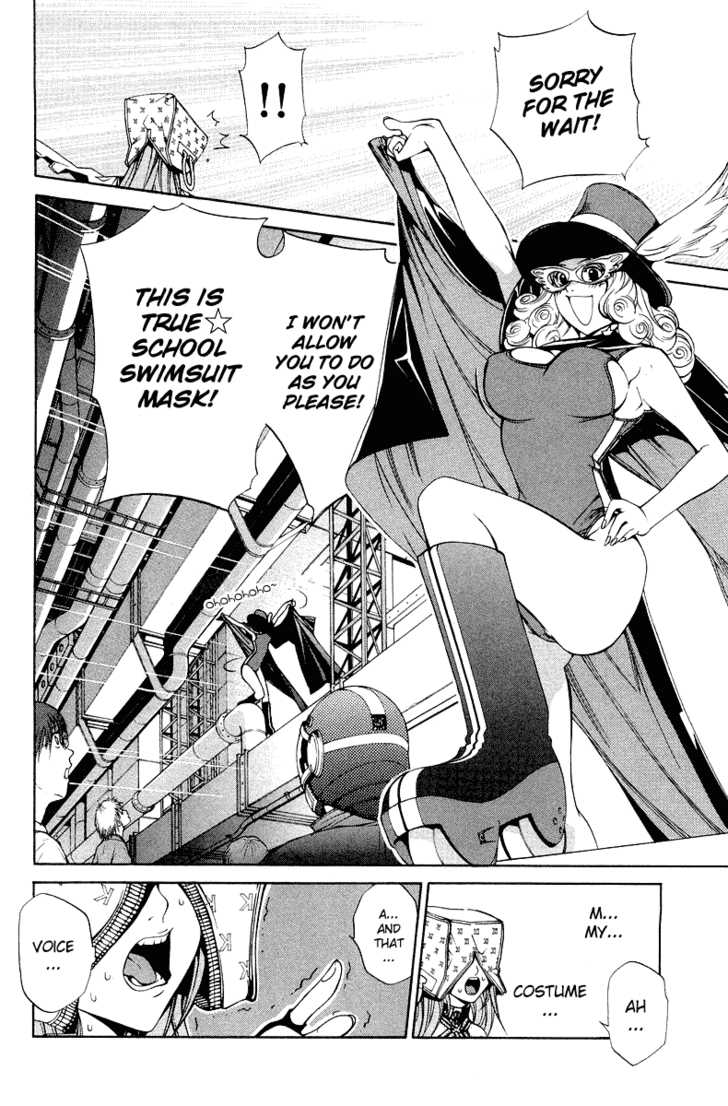 SORRY
FOR THE
WAIT!
!!
I WON'T
ALLOW
YOU TO DO
AS YOU
PLEASE!
THIS IS
TRUE☆
SCHOOL
SWIMSUIT
MASK!
Ohohohoho~
M...
MY...
COSTUME
...
AH
...
A...
AND
THAT
...
VOICE
...
K
K
K